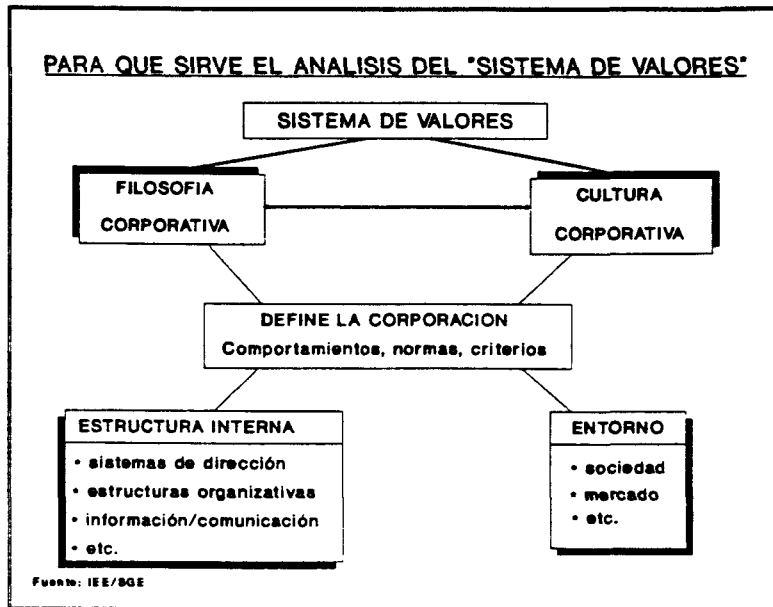 PARA QUE SIRVE EL ANALISIS DEL "SISTEMA DE VALORES"
SISTEMA DE VALORES
FILOSOFIA
CORPORATIVA
CULTURA
CORPORATIVA
DEFINE LA CORPORACION
Comportamientos, normas, criterios
ESTRUCTURA INTERNA
• sistemas de dirección
• estructuras organizativas
• información/comunicación
• etc.
ENTORNO
• sociedad
• mercado
• etc.
Fuente: IEE/SGE